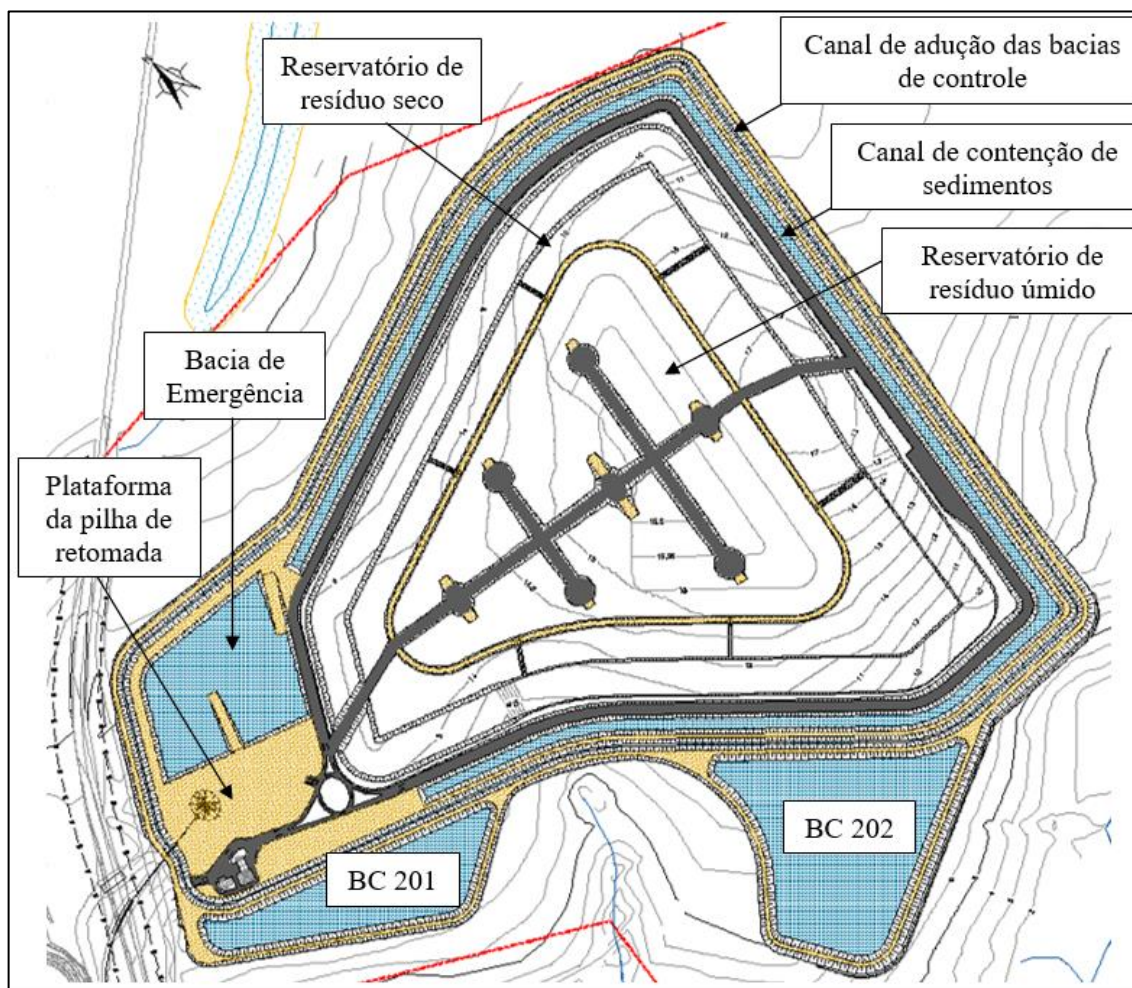 Reservatório de
resíduo seco
Canal de adução das bacias
de controle
Canal de contenção de
sedimentos
Reservatório de
resíduo úmido
Bacia de
Emergência
Plataforma
da pilha de
retomada
BC 201
BC 202